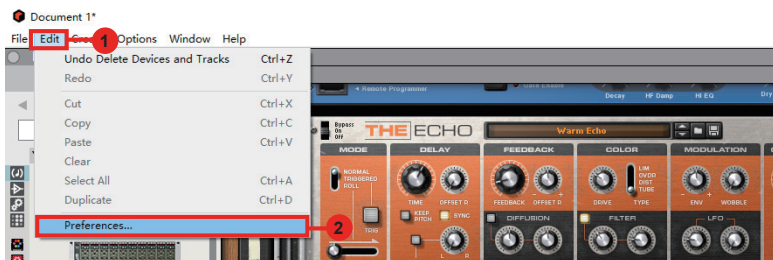 Document 1*
File Edit Options Window Help
1
Undo Delete Devices and Tracks Ctrl+Z
Redo Ctrl+Y
Cut Ctrl+X
Copy Ctrl+C
Paste Ctrl+V
Clear
Select All Ctrl+A
Duplicate Ctrl+D
Preferences...
2
Remote Programmer
Decay HF Damp HI EQ Dry
Bypass
On
Off
THE ECHO
Warm Echo
MODE DELAY FEEDBACK COLOR MODULATION
NORMAL
TRIGGERED
ROLL
TRIG
TIME OFFSET R
KEEP
PITCH
SYNC
L R
FEEDBACK OFFSET R
DIFFUSION
LIM
OVDR
DIST
TUBE
DRIVE TYPE
FILTER
ENV WOBBLE
LFO